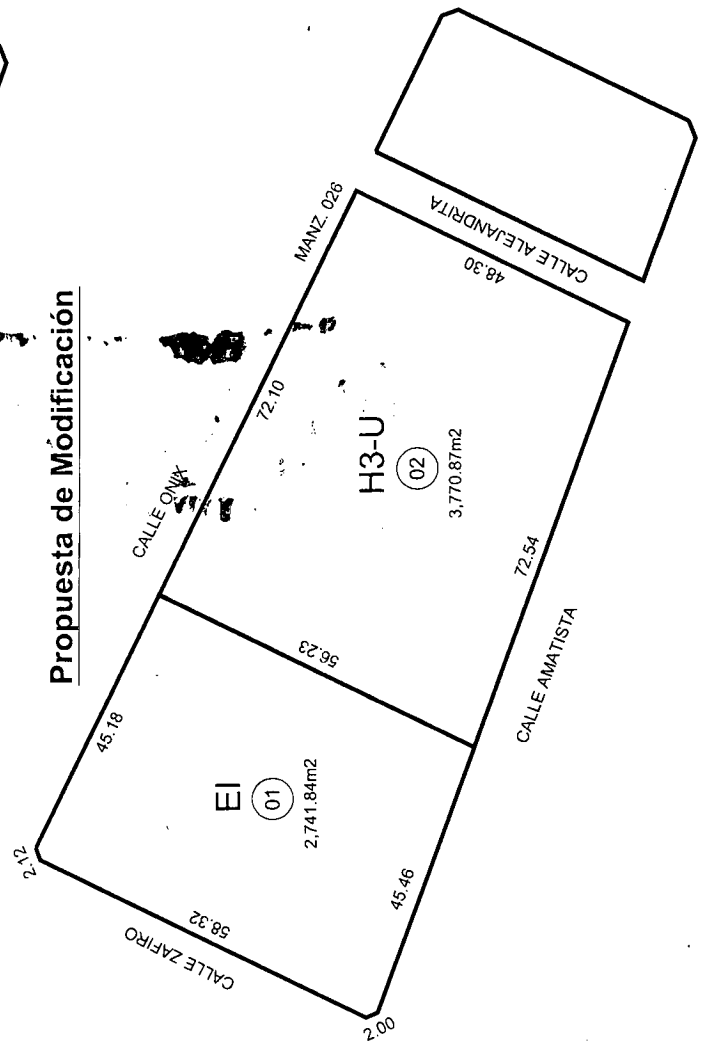 Propuesta de Modificación
MANZ. 026
CALLE ALEJANDRITA
48.30
72.10
CALLE ONIX
H3-U
02
3,770.87m2
72.54
56.23
CALLE AMATISTA
45.18
EI
01
2,741.84m2
45.46
2.12
58.32
CALLE ZAFIRO
2.00